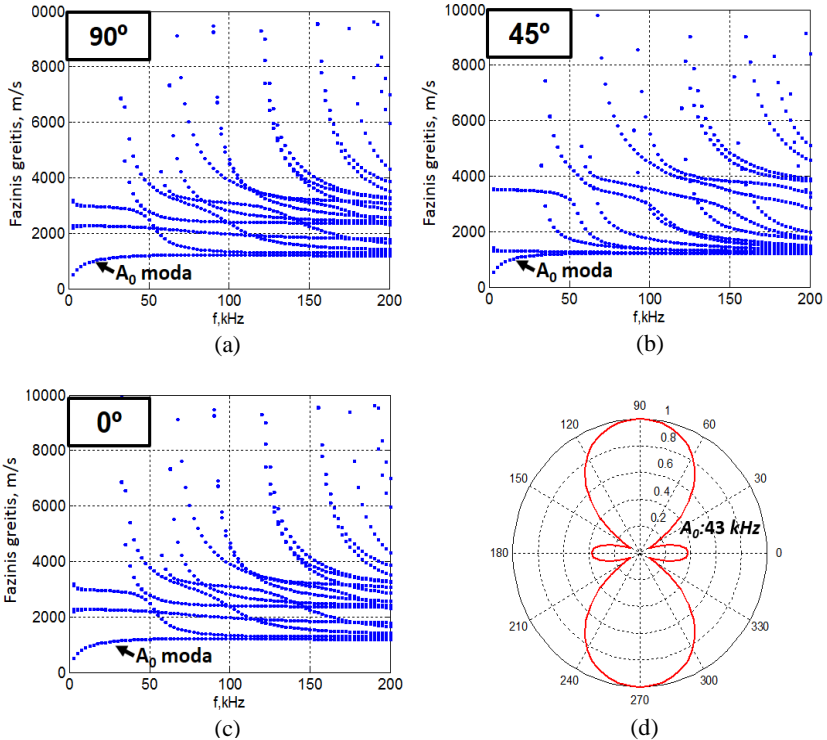 90º
0000
8000
6000
4000
2000
0
Fazinis greitis, m/s
A₀ moda
0 50 100 150 200
f,kHz
(a)
45º
10000
8000
6000
4000
2000
0
Fazinis greitis, m/s
A₀ moda
0 50 100 150 200
f,kHz
(b)
0º
10000
8000
6000
4000
2000
0
Fazinis greitis, m/s
A₀ moda
0 50 100 150 200
f,kHz
(c)
90
1
120 60
0.8
0.6
150 30
0.4
0.2
A₀:43 kHz
180 0
210 330
240 300
270
(d)